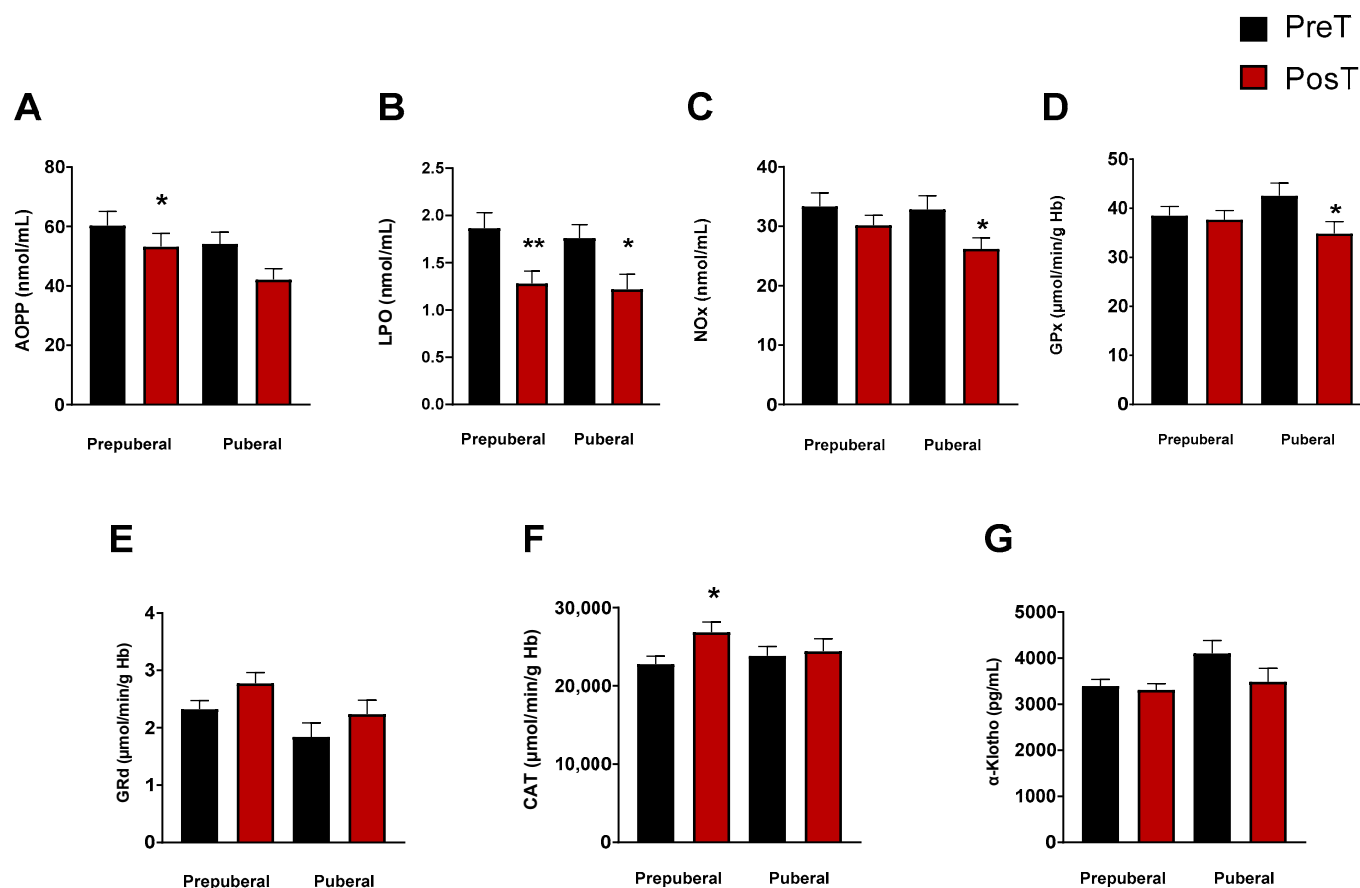 PreT
PosT
A
B
C
D
AOPP (nmol/mL)
80
60
40
20
0
*
Prepuberal Puberal
LPO (nmol/mL)
2.5
2.0
1.5
1.0
0.5
0.0
**
*
Prepuberal Puberal
NOx (nmol/mL)
40
30
20
10
0
*
Prepuberal Puberal
GPx (µmol/min/g Hb)
50
40
30
20
10
0
*
Prepuberal Puberal
E
F
G
GRd (µmol/min/g Hb)
4
3
2
1
0
Prepuberal Puberal
CAT (µmol/min/g Hb)
30,000
20,000
10,000
0
*
Prepuberal Puberal
α-Klotho (pg/mL)
5000
4000
3000
2000
1000
0
Prepuberal Puberal